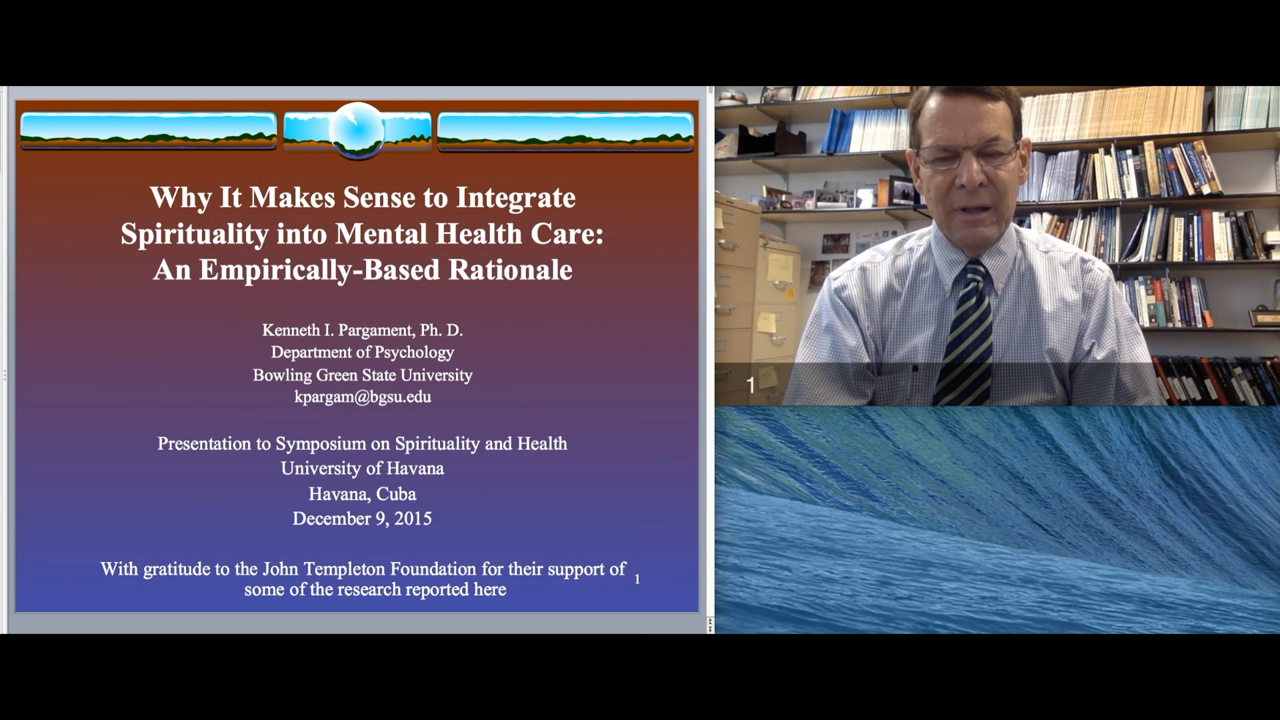 Why It Makes Sense to Integrate
Spirituality into Mental Health Care:
An Empirically-Based Rationale
Kenneth I. Pargament, Ph. D.
Department of Psychology
Bowling Green State University
kpargam@bgsu.edu
Presentation to Symposium on Spirituality and Health
University of Havana
Havana, Cuba
December 9, 2015
With gratitude to the John Templeton Foundation for their support of
some of the research reported here
1
1